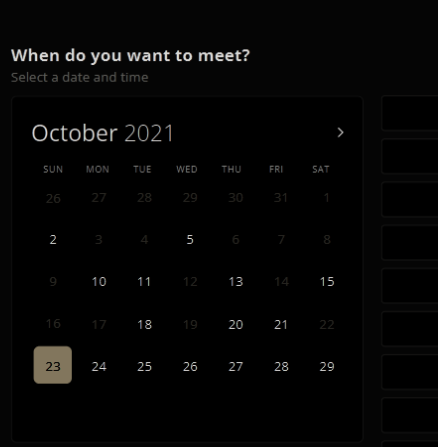 When do you want to meet?
Select a date and time
October 2021 >
SUN MON TUE WED THU FRI SAT
26 27 28 29 30 31 1
2 3 4 5 6 7 8
9 10 11 12 13 14 15
16 17 18 19 20 21 22
23 24 25 26 27 28 29